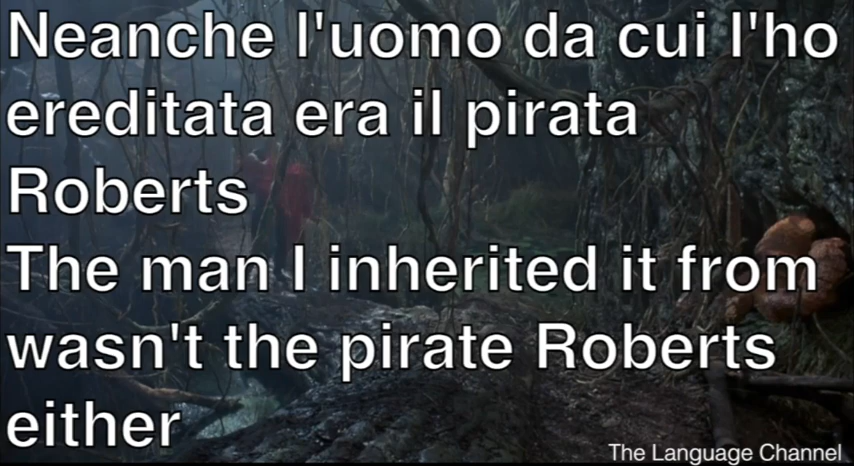 Neanche l'uomo da cui l'ho
ereditata era il pirata
Roberts
The man I inherited it from
wasn't the pirate Roberts
either
The Language Channel